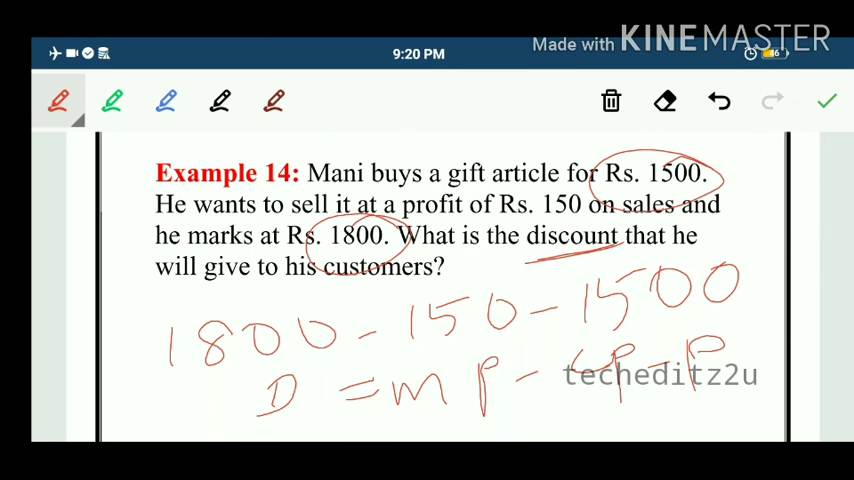 Made with KINEMASTER
9:20 PM
46
Example 14: Mani buys a gift article for Rs. 1500.
He wants to sell it at a profit of Rs. 150 on sales and
he marks at Rs. 1800. What is the discount that he
will give to his customers?
1800 - 150 - 1500
D = MP - CP - P
techeditz2u